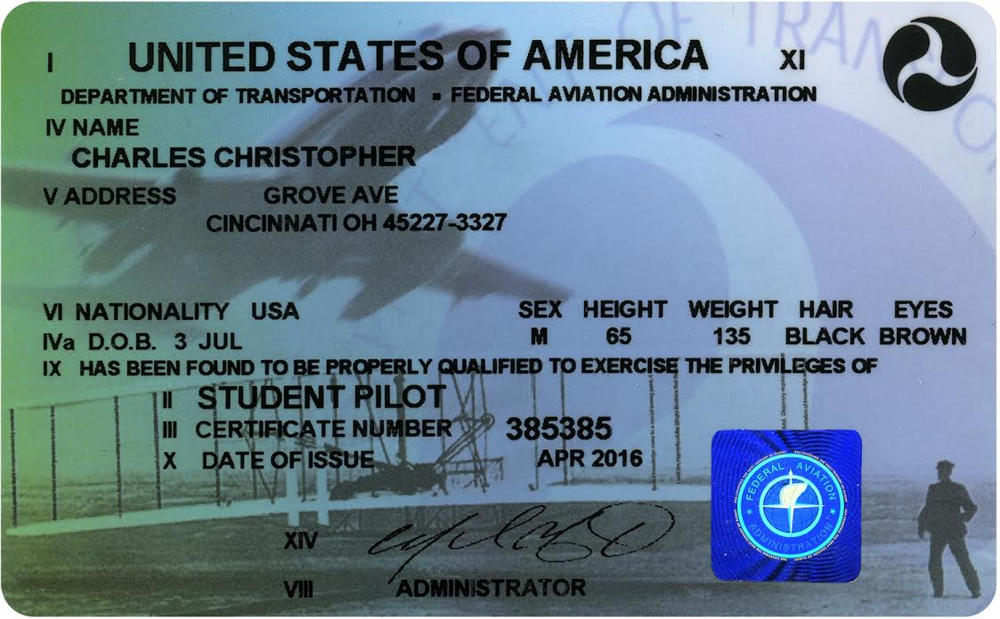 I UNITED STATES OF AMERICA XI
DEPARTMENT OF TRANSPORTATION ▪ FEDERAL AVIATION ADMINISTRATION
IV NAME
CHARLES CHRISTOPHER
V ADDRESS GROVE AVE
CINCINNATI OH 45227-3327
VI NATIONALITY USA SEX HEIGHT WEIGHT HAIR EYES
IVa D.O.B. 3 JUL M 65 135 BLACK BROWN
IX HAS BEEN FOUND TO BE PROPERLY QUALIFIED TO EXERCISE THE PRIVILEGES OF
II STUDENT PILOT
III CERTIFICATE NUMBER 385385
X DATE OF ISSUE APR 2016
FEDERAL AVIATION
ADMINISTRATION
XIV
VIII ADMINISTRATOR